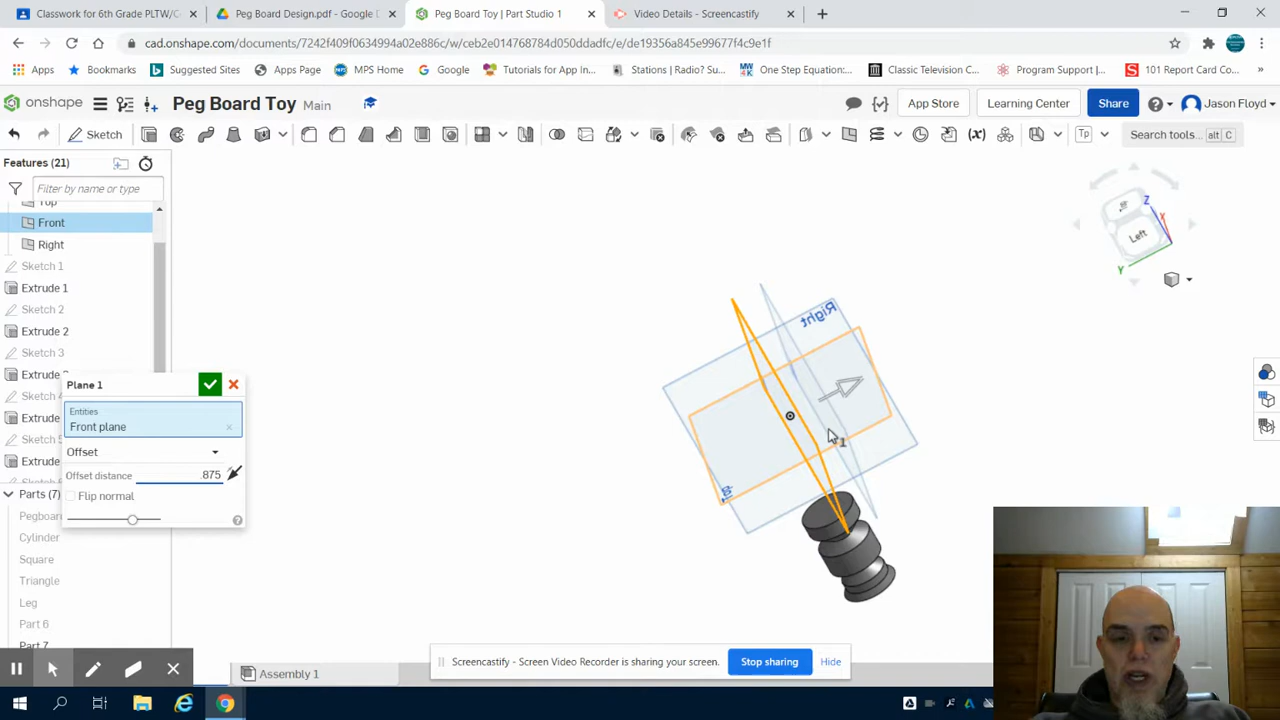 Classwork for 6th Grade PLTW/C
Peg Board Design.pdf - Google D
Peg Board Toy | Part Studio 1
Video Details - Screencastify
cad.onshape.com/documents/7242f409f0634994a02e886c/w/ceb2e014768f4d050ddadfc/e/de19356a845e99677f4c9e1f
Apps
Bookmarks
Suggested Sites
Apps Page
MPS Home
Google
Tutorials for App In...
Stations | Radio? Su...
One Step Equation:...
Classic Television C...
Program Support |...
101 Report Card Co...
»
onshape
Peg Board Toy Main
App Store
Learning Center
Share
Jason Floyd
Sketch
Tp
Search tools...
alt C
Features (21)
Filter by name or type
Top
Front
Right
Sketch 1
Extrude 1
Sketch 2
Extrude 2
Sketch 3
Plane 1
Entities
Front plane
Offset
Offset distance .875
Flip normal
Parts (7)
Cylinder
Square
Triangle
Leg
Part 6
Part 7
Right
Left
Z
X
Y
1
Assembly 1
Screencastify - Screen Video Recorder is sharing your screen.
Stop sharing
Hide